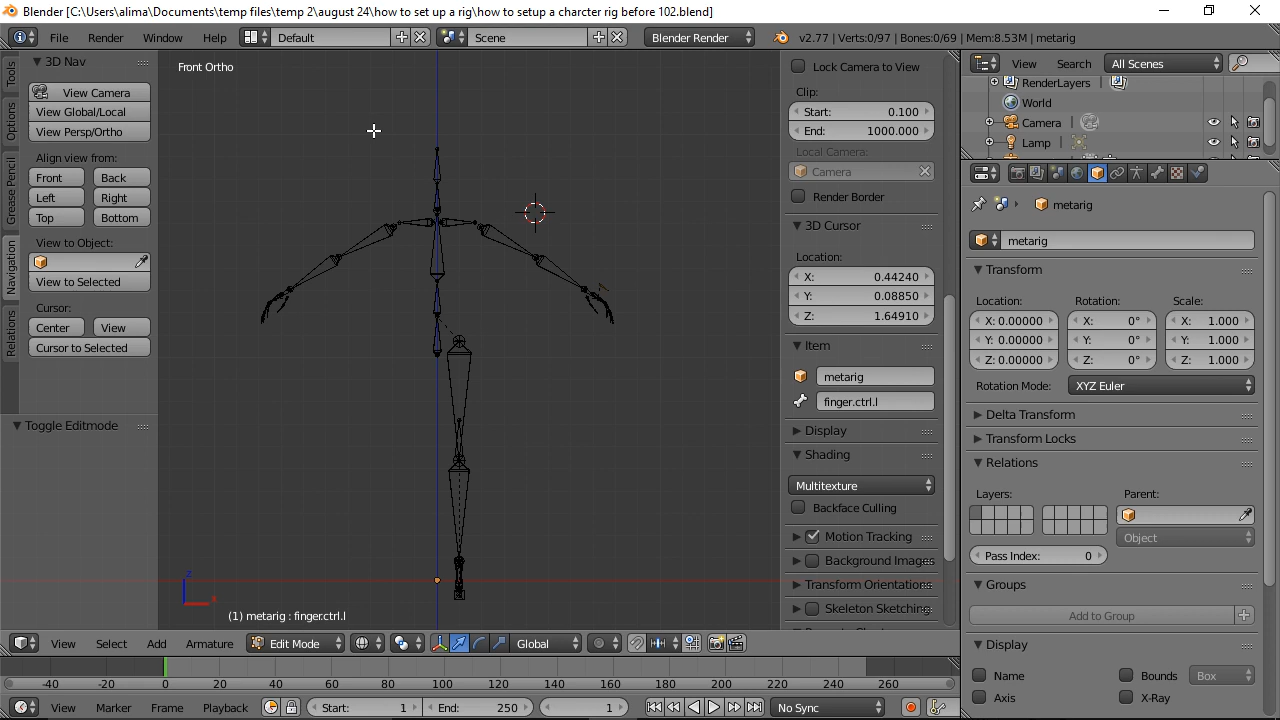 Blender [C:\Users\alima\Documents\temp files\temp 2\august 24\how to set up a rig\how to setup a charcter rig before 102.blend]
File Render Window Help Default Scene Blender Render v2.77 | Verts:0/97 | Bones:0/69 | Mem:8.53M | metarig
Tools
Options
Grease Pencil
Navigation
Relations
3D Nav
View Camera
View Global/Local
View Persp/Ortho
Align view from:
Front Back
Left Right
Top Bottom
View to Object:
View to Selected
Cursor:
Center View
Cursor to Selected
Toggle Editmode
Front Ortho
z
x
(1) metarig : finger.ctrl.l
Lock Camera to View
Clip:
Start: 0.100
End: 1000.000
Local Camera:
Camera
Render Border
3D Cursor
Location:
X: 0.44240
Y: 0.08850
Z: 1.64910
Item
metarig
finger.ctrl.l
Display
Shading
Multitexture
Backface Culling
Motion Tracking
Background Images
Transform Orientations
Skeleton Sketching
View Search All Scenes
RenderLayers
World
Camera
Lamp
metarig
metarig
Transform
Location: Rotation: Scale:
X: 0.00000 X: 0° X: 1.000
Y: 0.00000 Y: 0° Y: 1.000
Z: 0.00000 Z: 0° Z: 1.000
Rotation Mode: XYZ Euler
Delta Transform
Transform Locks
Relations
Layers: Parent:
Object
Pass Index: 0
Groups
Add to Group
Display
Name Bounds Box
Axis X-Ray
View Select Add Armature Edit Mode Global
-40 -20 0 20 40 60 80 100 120 140 160 180 200 220 240 260
View Marker Frame Playback Start: 1 End: 250 1 No Sync